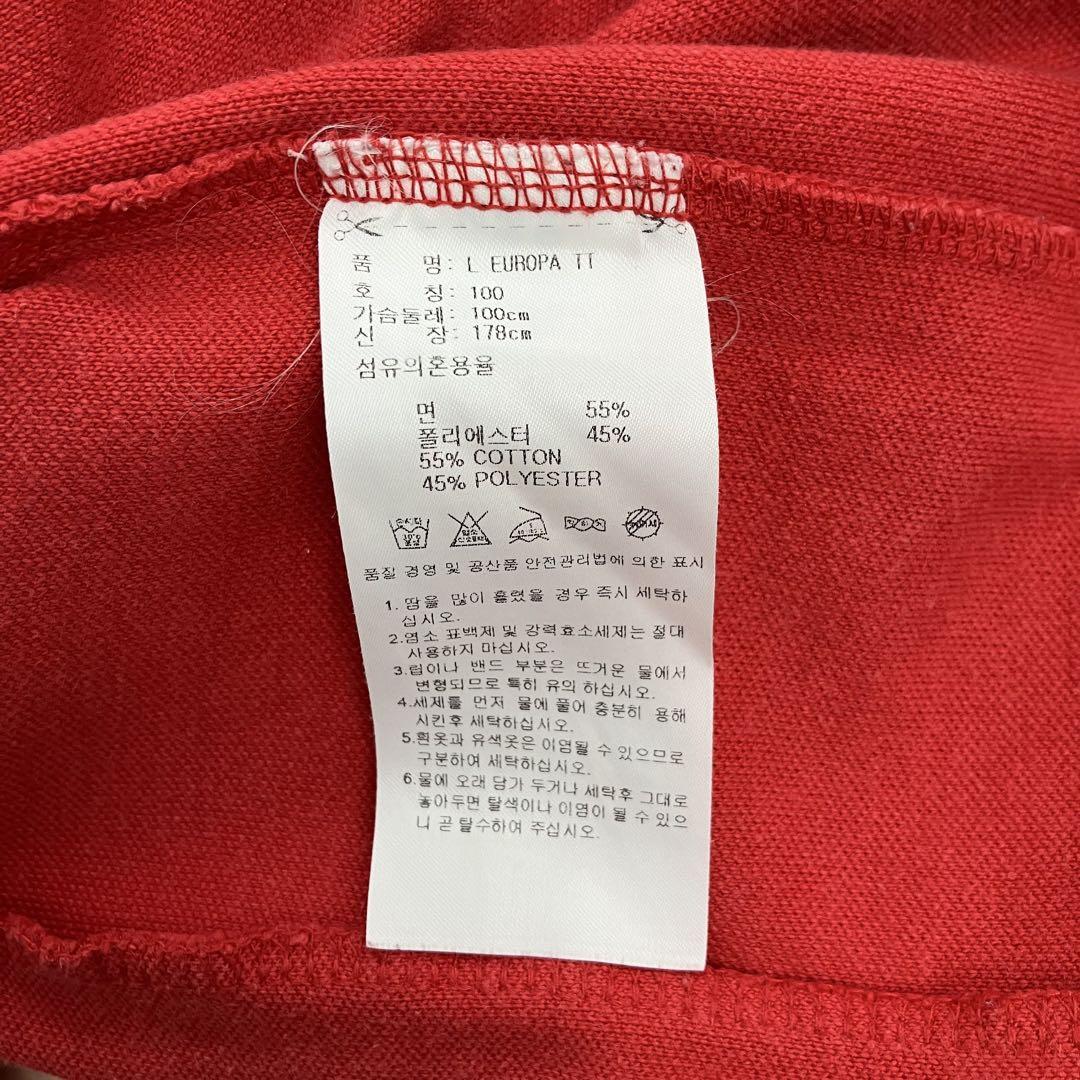 품 명: L EUROPA TT
호 칭: 100
가슴둘레: 100cm
신 장: 178cm
섬유의혼용율
면 55%
폴리에스터 45%
55% COTTON
45% POLYESTER
품질 경영 및 공산품 안전관리법에 의한 표시
1. 땀을 많이 흘렸을 경우 즉시 세탁하
십시오.
2.염소 표백제 및 강력효소세제는 절대
사용하지 마십시오.
3.립이나 밴드 부분은 뜨거운 물에서
변형되므로 특히 유의 하십시오.
4.세제를 먼저 물에 풀어 충분히 용해
시킨후 세탁하십시오.
5.흰옷과 유색옷은 이염될 수 있으므로
구분하여 세탁하십시오.
6.물에 오래 담가 두거나 세탁후 그대로
놓아두면 탈색이나 이염이 될 수 있으
니 곧 탈수하여 주십시오.